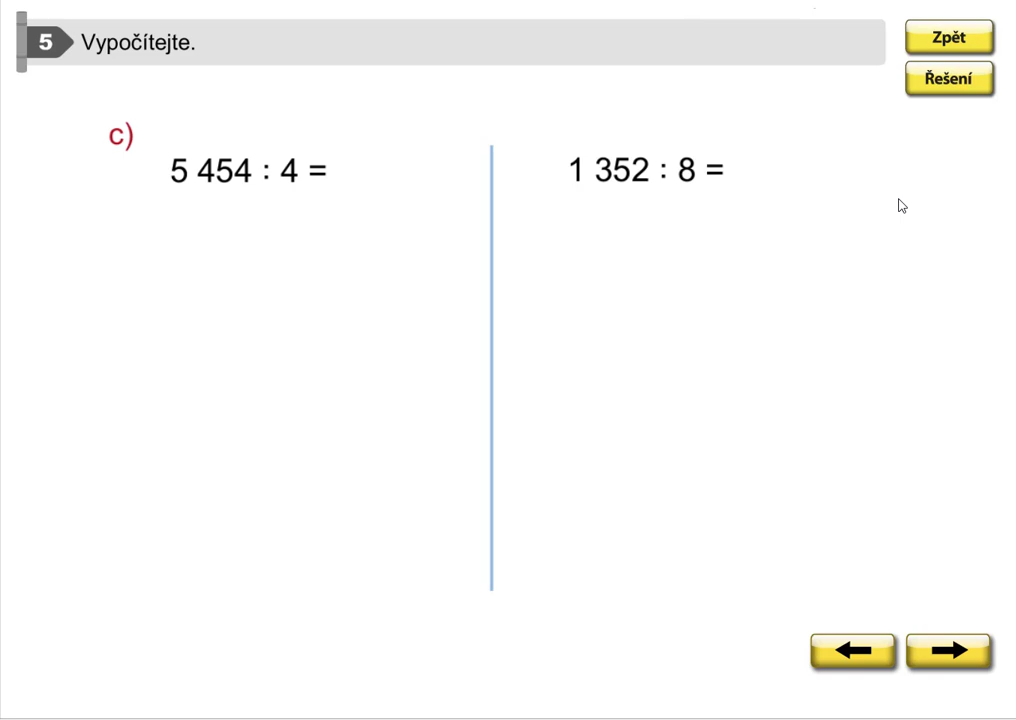 5 Vypočítejte.
Zpět
Řešení
c)
5 454 : 4 =
1 352 : 8 =